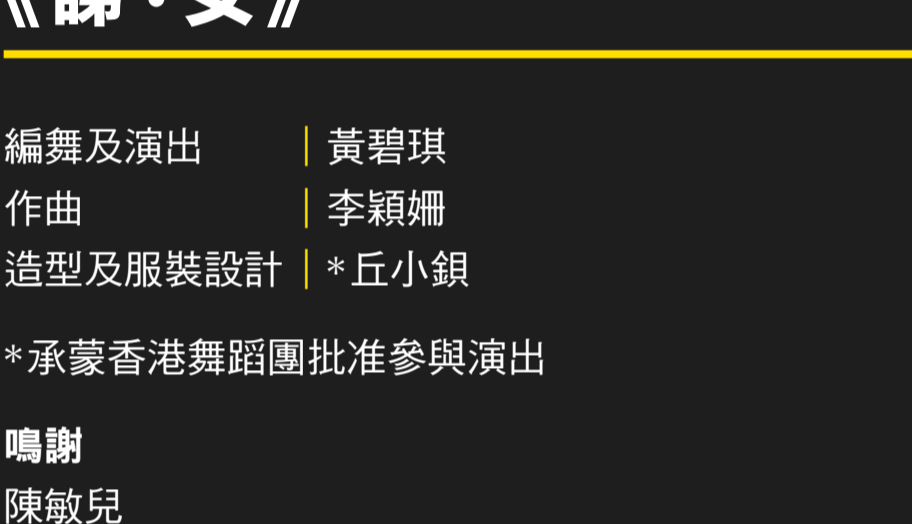 編舞及演出 | 黃碧琪
作曲 | 李穎姍
造型及服裝設計 | *丘小鋇
*承蒙香港舞蹈團批准參與演出
鳴謝
陳敏兒